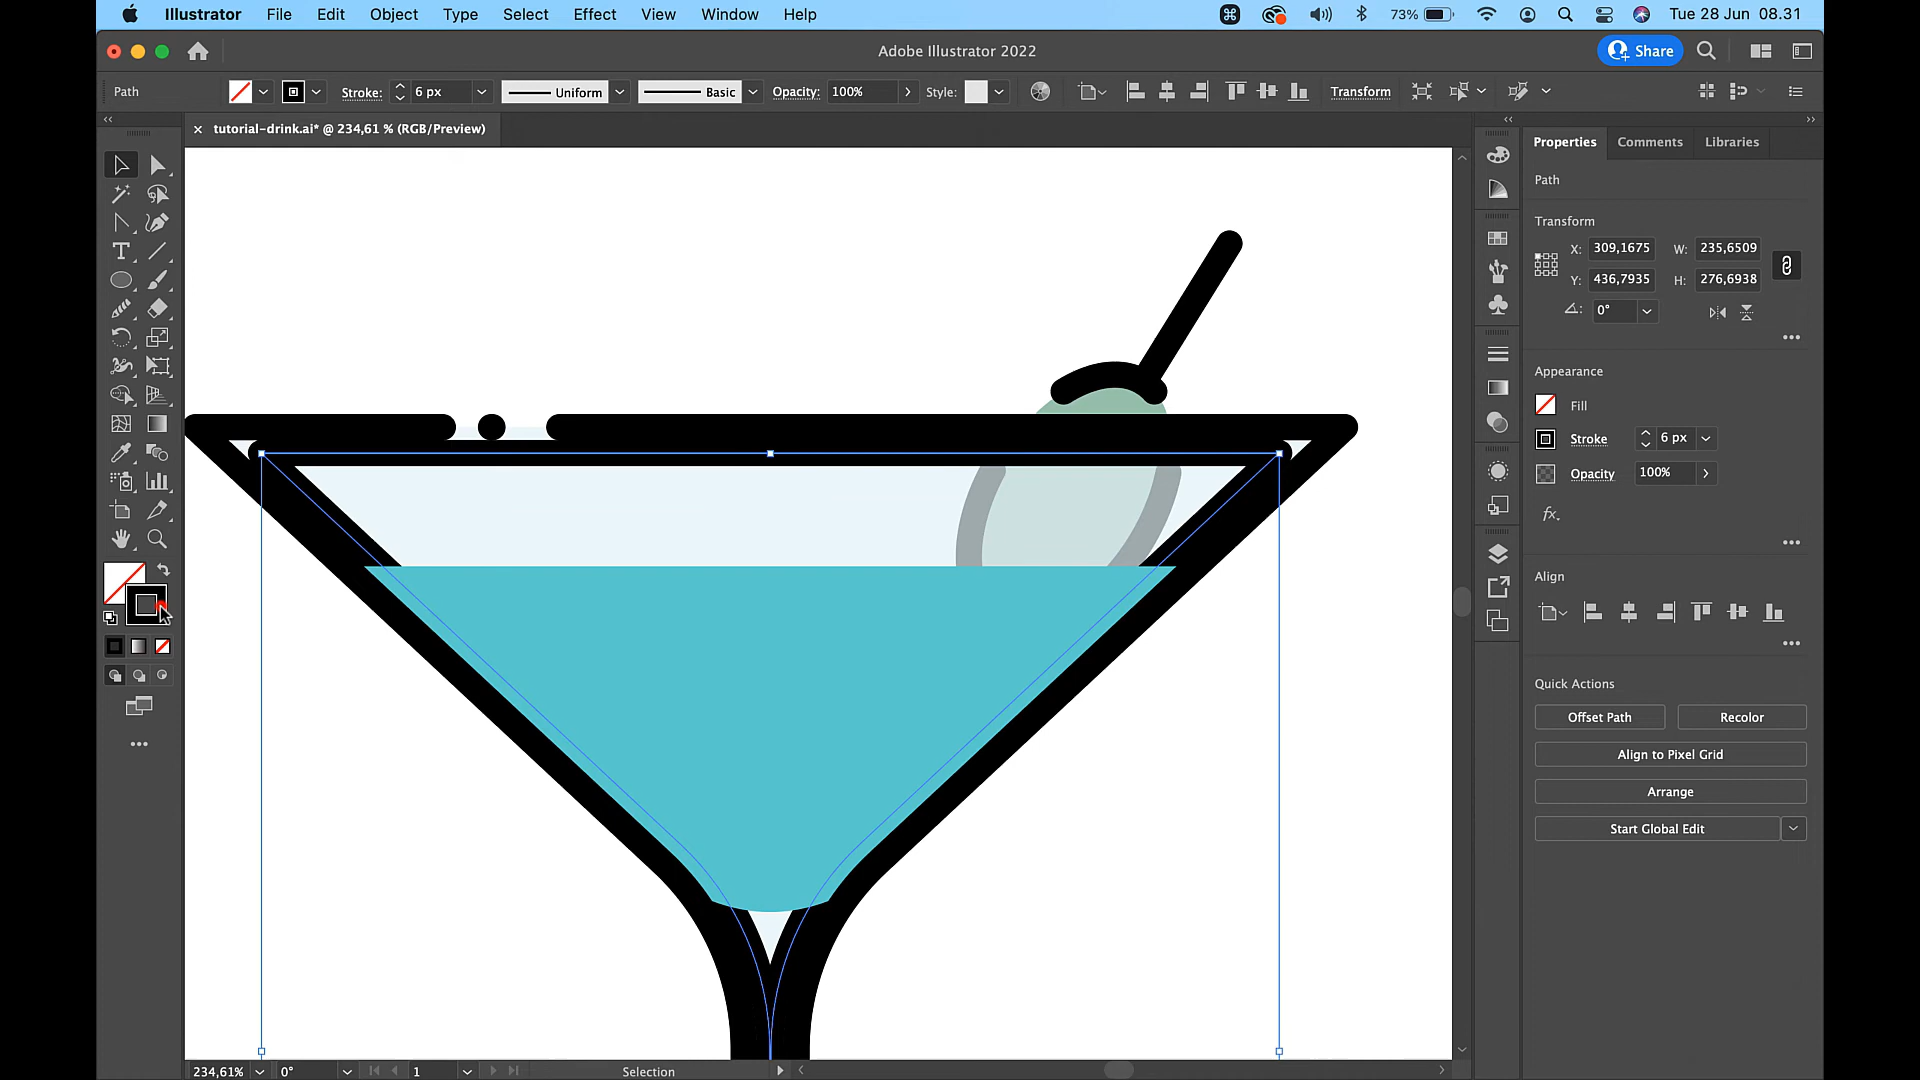 Illustrator File Edit Object Type Select Effect View Window Help 73% Tue 28 Jun 08.31
Adobe Illustrator 2022 Share
Path Stroke: 6 px Uniform Basic Opacity: 100% Style: Transform
× tutorial-drink.ai* @ 234,61 % (RGB/Preview)
Properties Comments Libraries
Path
Transform
X: 309,1675 W: 235,6509
Y: 436,7935 H: 276,6938
0°
Appearance
Fill
Stroke 6 px
Opacity 100%
fx
Align
Quick Actions
Offset Path Recolor
Align to Pixel Grid
Arrange
Start Global Edit
234,61% 0° 1 Selection